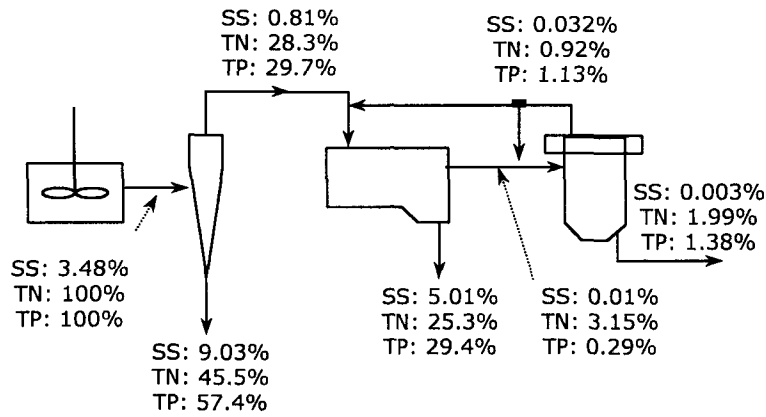 SS: 0.81%
TN: 28.3%
TP: 29.7%
SS: 0.032%
TN: 0.92%
TP: 1.13%
SS: 0.003%
TN: 1.99%
TP: 1.38%
SS: 3.48%
TN: 100%
TP: 100%
SS: 5.01%
TN: 25.3%
TP: 29.4%
SS: 0.01%
TN: 3.15%
TP: 0.29%
SS: 9.03%
TN: 45.5%
TP: 57.4%